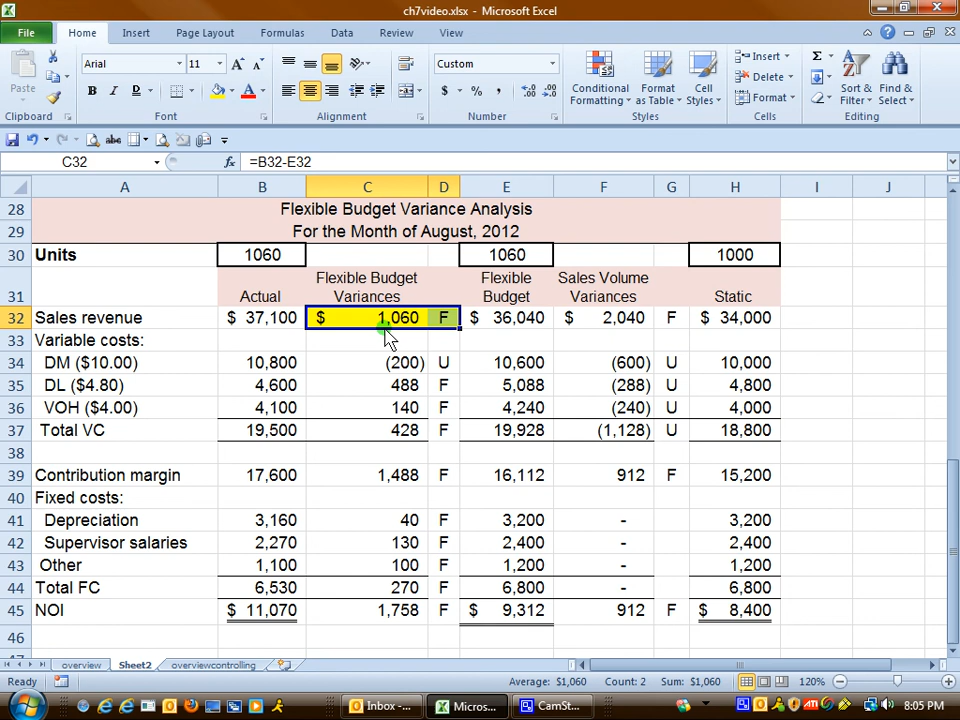 ch7video.xlsx - Microsoft Excel
File Home Insert Page Layout Formulas Data Review View
Paste
Arial 11
B I D A
Custom
$ % ,
Conditional Formatting
Format as Table
Cell Styles
Insert
Delete
Format
Σ
Sort & Filter
Find & Select
Clipboard Font Alignment Number Styles Cells Editing
C32 fx =B32-E32
A B C D E F G H I J
28 Flexible Budget Variance Analysis
29 For the Month of August, 2012
30 Units 1060 1060 1000
Flexible Budget Flexible Sales Volume
31 Actual Variances Budget Variances Static
32 Sales revenue $ 37,100 $ 1,060 F $ 36,040 $ 2,040 F $ 34,000
33 Variable costs:
34 DM ($10.00) 10,800 (200) U 10,600 (600) U 10,000
35 DL ($4.80) 4,600 488 F 5,088 (288) U 4,800
36 VOH ($4.00) 4,100 140 F 4,240 (240) U 4,000
37 Total VC 19,500 428 F 19,928 (1,128) U 18,800
38
39 Contribution margin 17,600 1,488 F 16,112 912 F 15,200
40 Fixed costs:
41 Depreciation 3,160 40 F 3,200 - 3,200
42 Supervisor salaries 2,270 130 F 2,400 - 2,400
43 Other 1,100 100 F 1,200 - 1,200
44 Total FC 6,530 270 F 6,800 - 6,800
45 NOI $ 11,070 1,758 F $ 9,312 912 F $ 8,400
46
overview Sheet2 overviewcontrolling
Ready Average: $1,060 Count: 2 Sum: $1,060 120%
Inbox -... Micros... CamSt... 8:05 PM